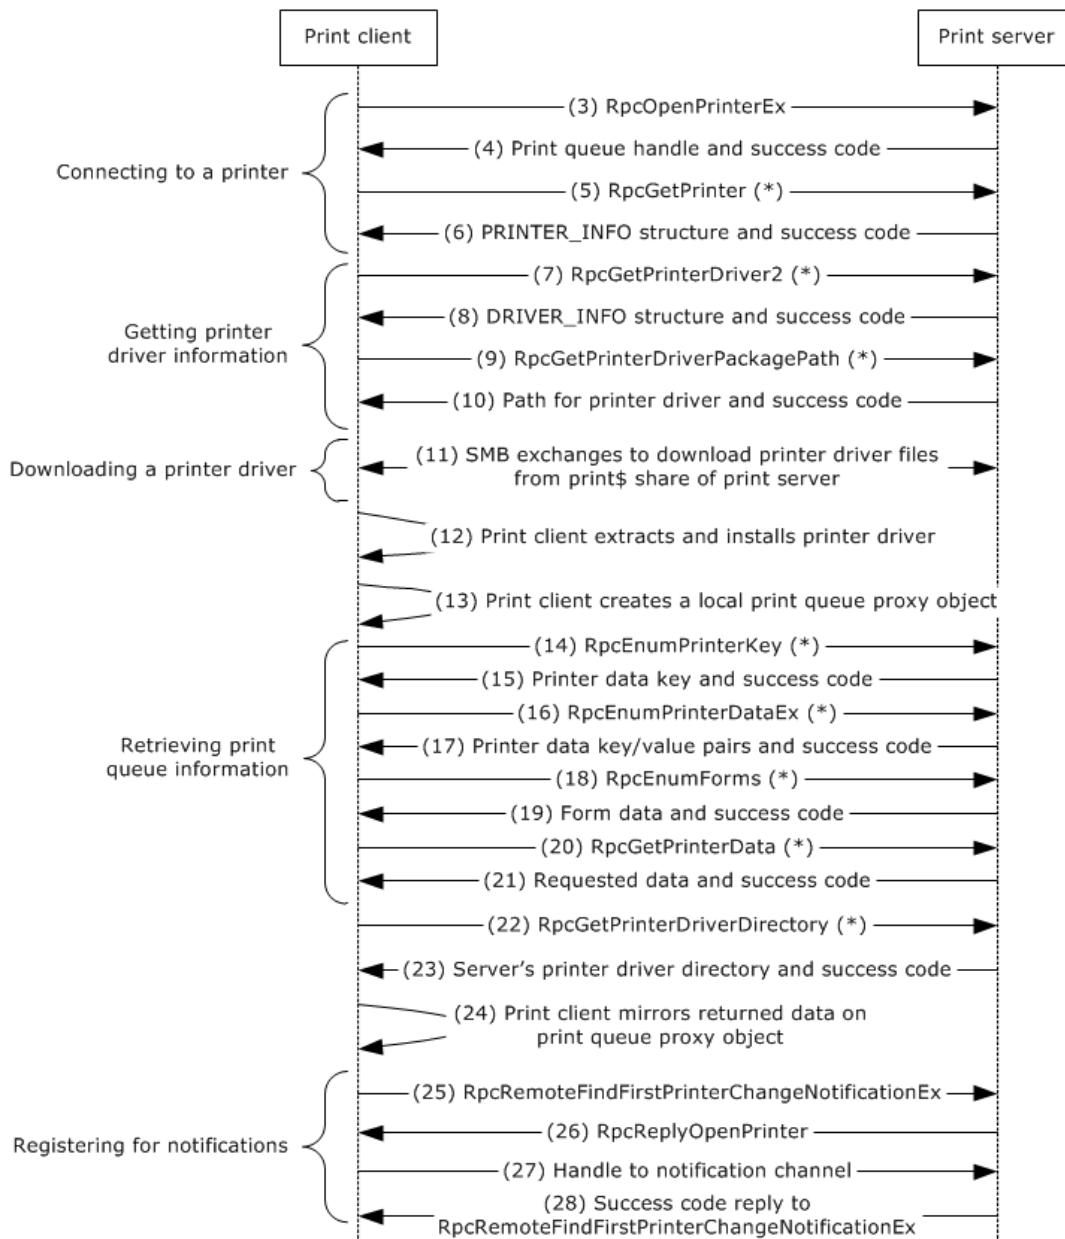 Print client
Print server
(3) RpcOpenPrinterEx
(4) Print queue handle and success code
Connecting to a printer
(5) RpcGetPrinter (*)
(6) PRINTER_INFO structure and success code
(7) RpcGetPrinterDriver2 (*)
(8) DRIVER_INFO structure and success code
Getting printer
driver information
(9) RpcGetPrinterDriverPackagePath (*)
(10) Path for printer driver and success code
Downloading a printer driver
(11) SMB exchanges to download printer driver files
from print$ share of print server
(12) Print client extracts and installs printer driver
(13) Print client creates a local print queue proxy object
(14) RpcEnumPrinterKey (*)
(15) Printer data key and success code
(16) RpcEnumPrinterDataEx (*)
Retrieving print
queue information
(17) Printer data key/value pairs and success code
(18) RpcEnumForms (*)
(19) Form data and success code
(20) RpcGetPrinterData (*)
(21) Requested data and success code
(22) RpcGetPrinterDriverDirectory (*)
(23) Server's printer driver directory and success code
(24) Print client mirrors returned data on
print queue proxy object
(25) RpcRemoteFindFirstPrinterChangeNotificationEx
(26) RpcReplyOpenPrinter
Registering for notifications
(27) Handle to notification channel
(28) Success code reply to
RpcRemoteFindFirstPrinterChangeNotificationEx